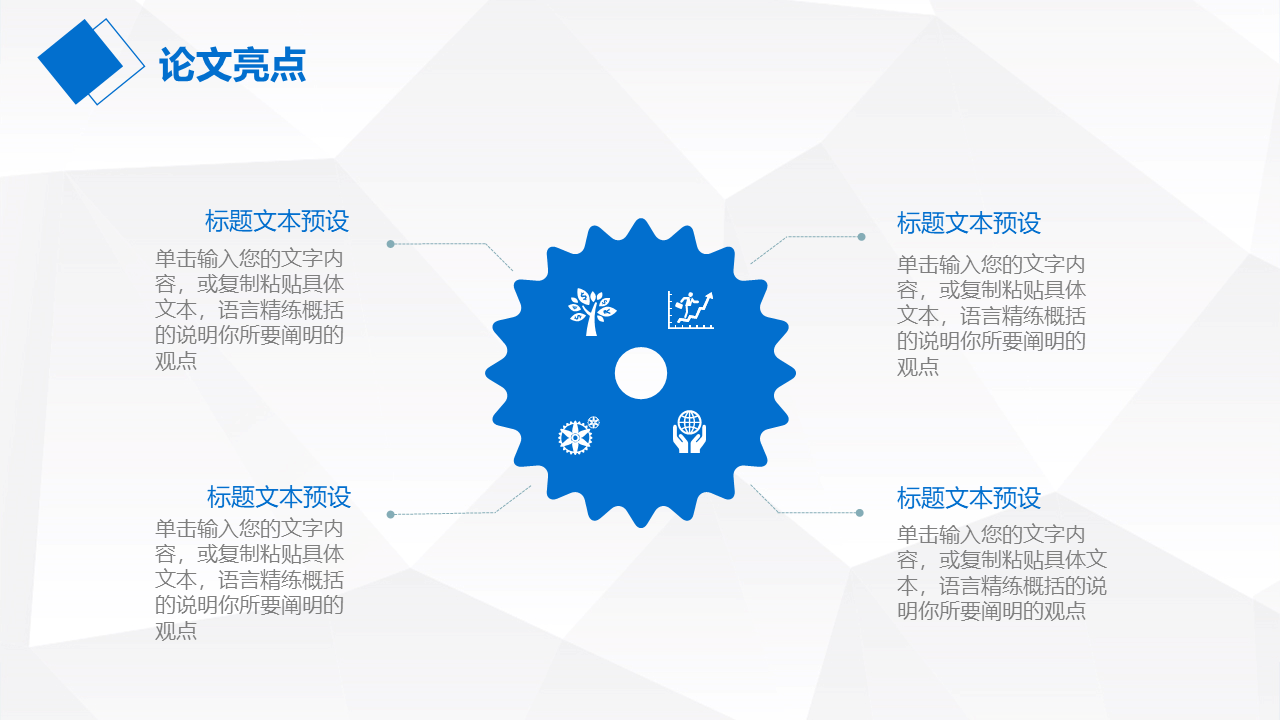 论文亮点
标题文本预设
单击输入您的文字内
容，或复制粘贴具体
文本，语言精练概括
的说明你所要阐明的
观点
标题文本预设
单击输入您的文字内
容，或复制粘贴具体
文本，语言精练概括
的说明你所要阐明的
观点
标题文本预设
单击输入您的文字内
容，或复制粘贴具体
文本，语言精练概括
的说明你所要阐明的
观点
标题文本预设
单击输入您的文字内
容，或复制粘贴具体文
本，语言精练概括的说
明你所要阐明的观点